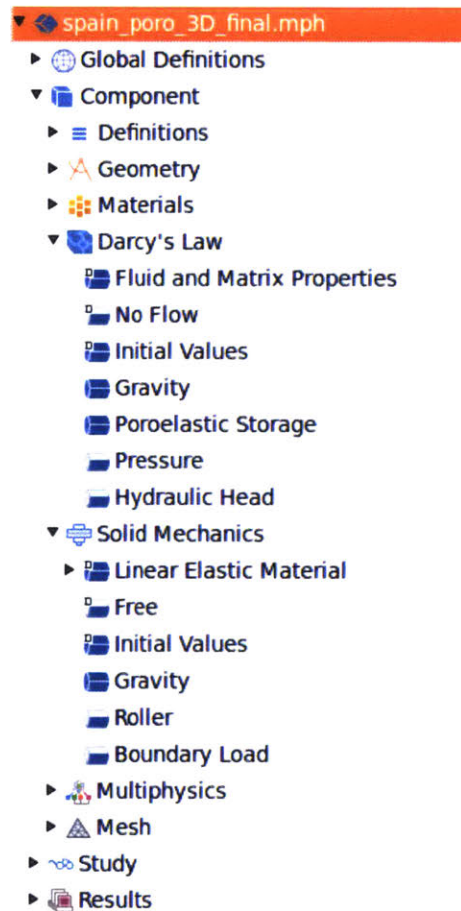 spain_poro_3D_final.mph
Global Definitions
Component
Definitions
Geometry
Materials
Darcy's Law
Fluid and Matrix Properties
No Flow
Initial Values
Gravity
Poroelastic Storage
Pressure
Hydraulic Head
Solid Mechanics
Linear Elastic Material
Free
Initial Values
Gravity
Roller
Boundary Load
Multiphysics
Mesh
Study
Results